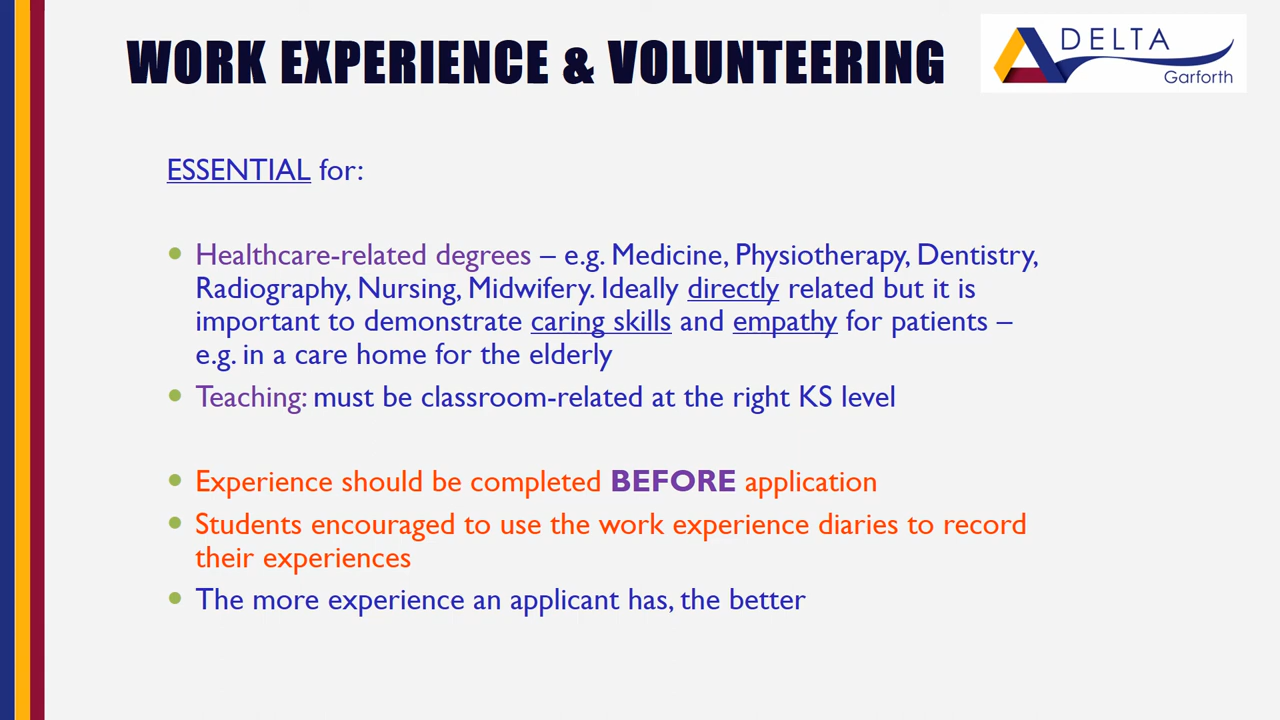 WORK EXPERIENCE & VOLUNTEERING
DELTA
Garforth
ESSENTIAL for:
Healthcare-related degrees – e.g. Medicine, Physiotherapy, Dentistry,
Radiography, Nursing, Midwifery. Ideally directly related but it is
important to demonstrate caring skills and empathy for patients –
e.g. in a care home for the elderly
Teaching: must be classroom-related at the right KS level
Experience should be completed BEFORE application
Students encouraged to use the work experience diaries to record
their experiences
The more experience an applicant has, the better